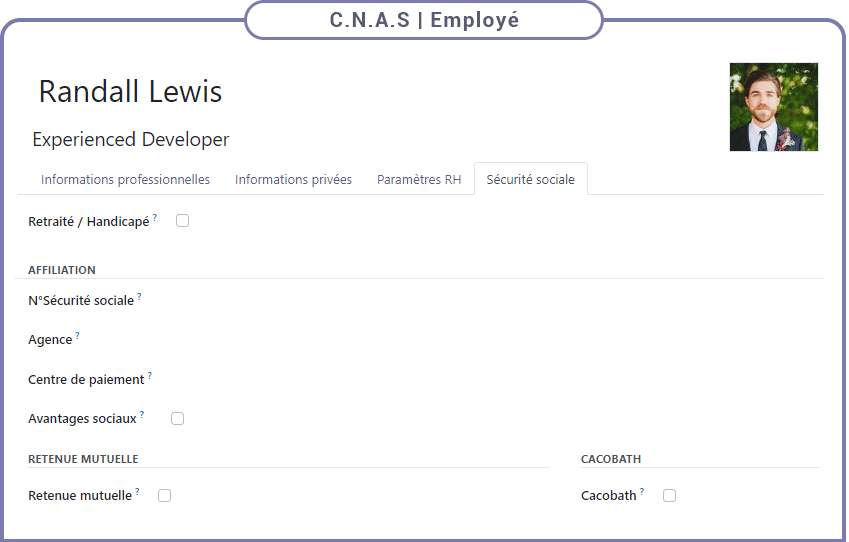 C.N.A.S | Employé
Randall Lewis
Experienced Developer
Informations professionnelles Informations privées Paramètres RH Sécurité sociale
Retraité / Handicapé ?
AFFILIATION
N°Sécurité sociale ?
Agence ?
Centre de paiement ?
Avantages sociaux ?
RETENUE MUTUELLE CACOBATH
Retenue mutuelle ? Cacobath ?